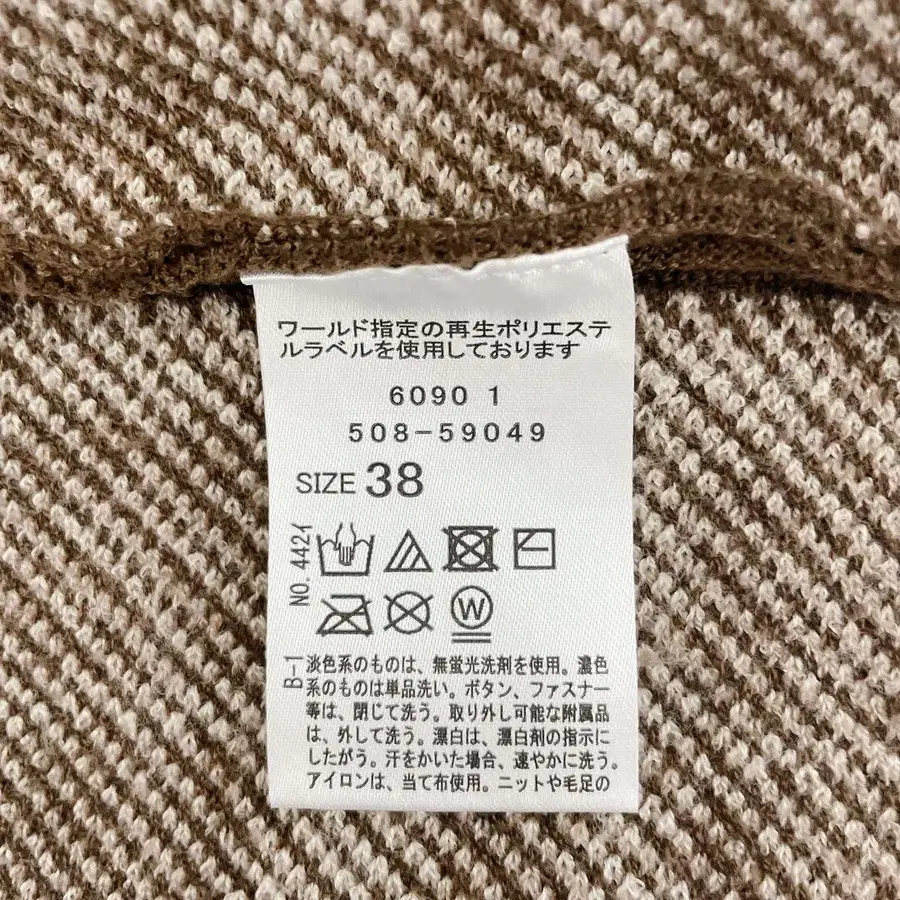 ワールド指定の再生ポリエステ
ルラベルを使用しております
6090 1
508-59049
SIZE 38
NO. 442イ
W
B-1
淡色系のものは、無蛍光洗剤を使用。濃色
系のものは単品洗い。ボタン、ファスナー
等は、閉じて洗う。取り外し可能な附属品
は、外して洗う。漂白は、漂白剤の指示に
したがう。汗をかいた場合、速やかに洗う。
アイロンは、当て布使用。ニットや毛足の